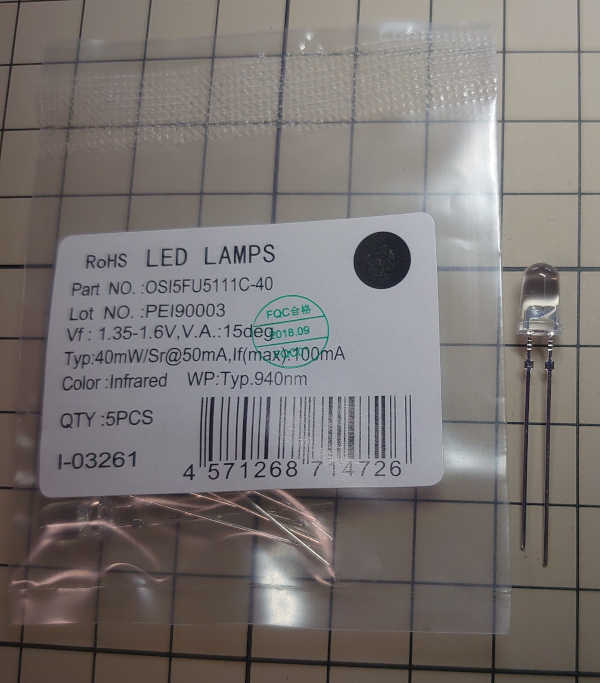 RoHS LED LAMPS
Part NO. :OSI5FU5111C-40
Lot NO. :PEI90003
Vf : 1.35-1.6V,V.A.:15deg
FQC合格
2018.09
Typ:40mW/Sr@50mA,If(max):100mA
Color :Infrared WP:Typ.940nm
QTY :5PCS
I-03261
4 571268 714726